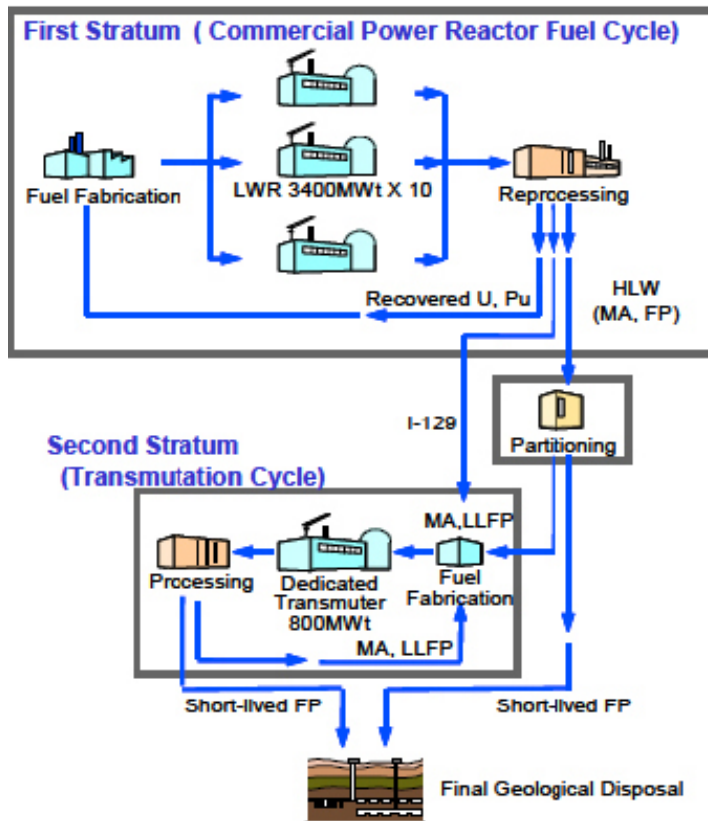 First Stratum ( Commercial Power Reactor Fuel Cycle)
Fuel Fabrication
LWR 3400MWt X 10
Reprocessing
Recovered U, Pu
HLW
(MA, FP)
I-129
Partitioning
Second Stratum
(Transmutation Cycle)
MA,LLFP
Processing
Dedicated
Transmuter
800MWt
Fuel
Fabrication
MA, LLFP
Short-lived FP
Short-lived FP
Final Geological Disposal